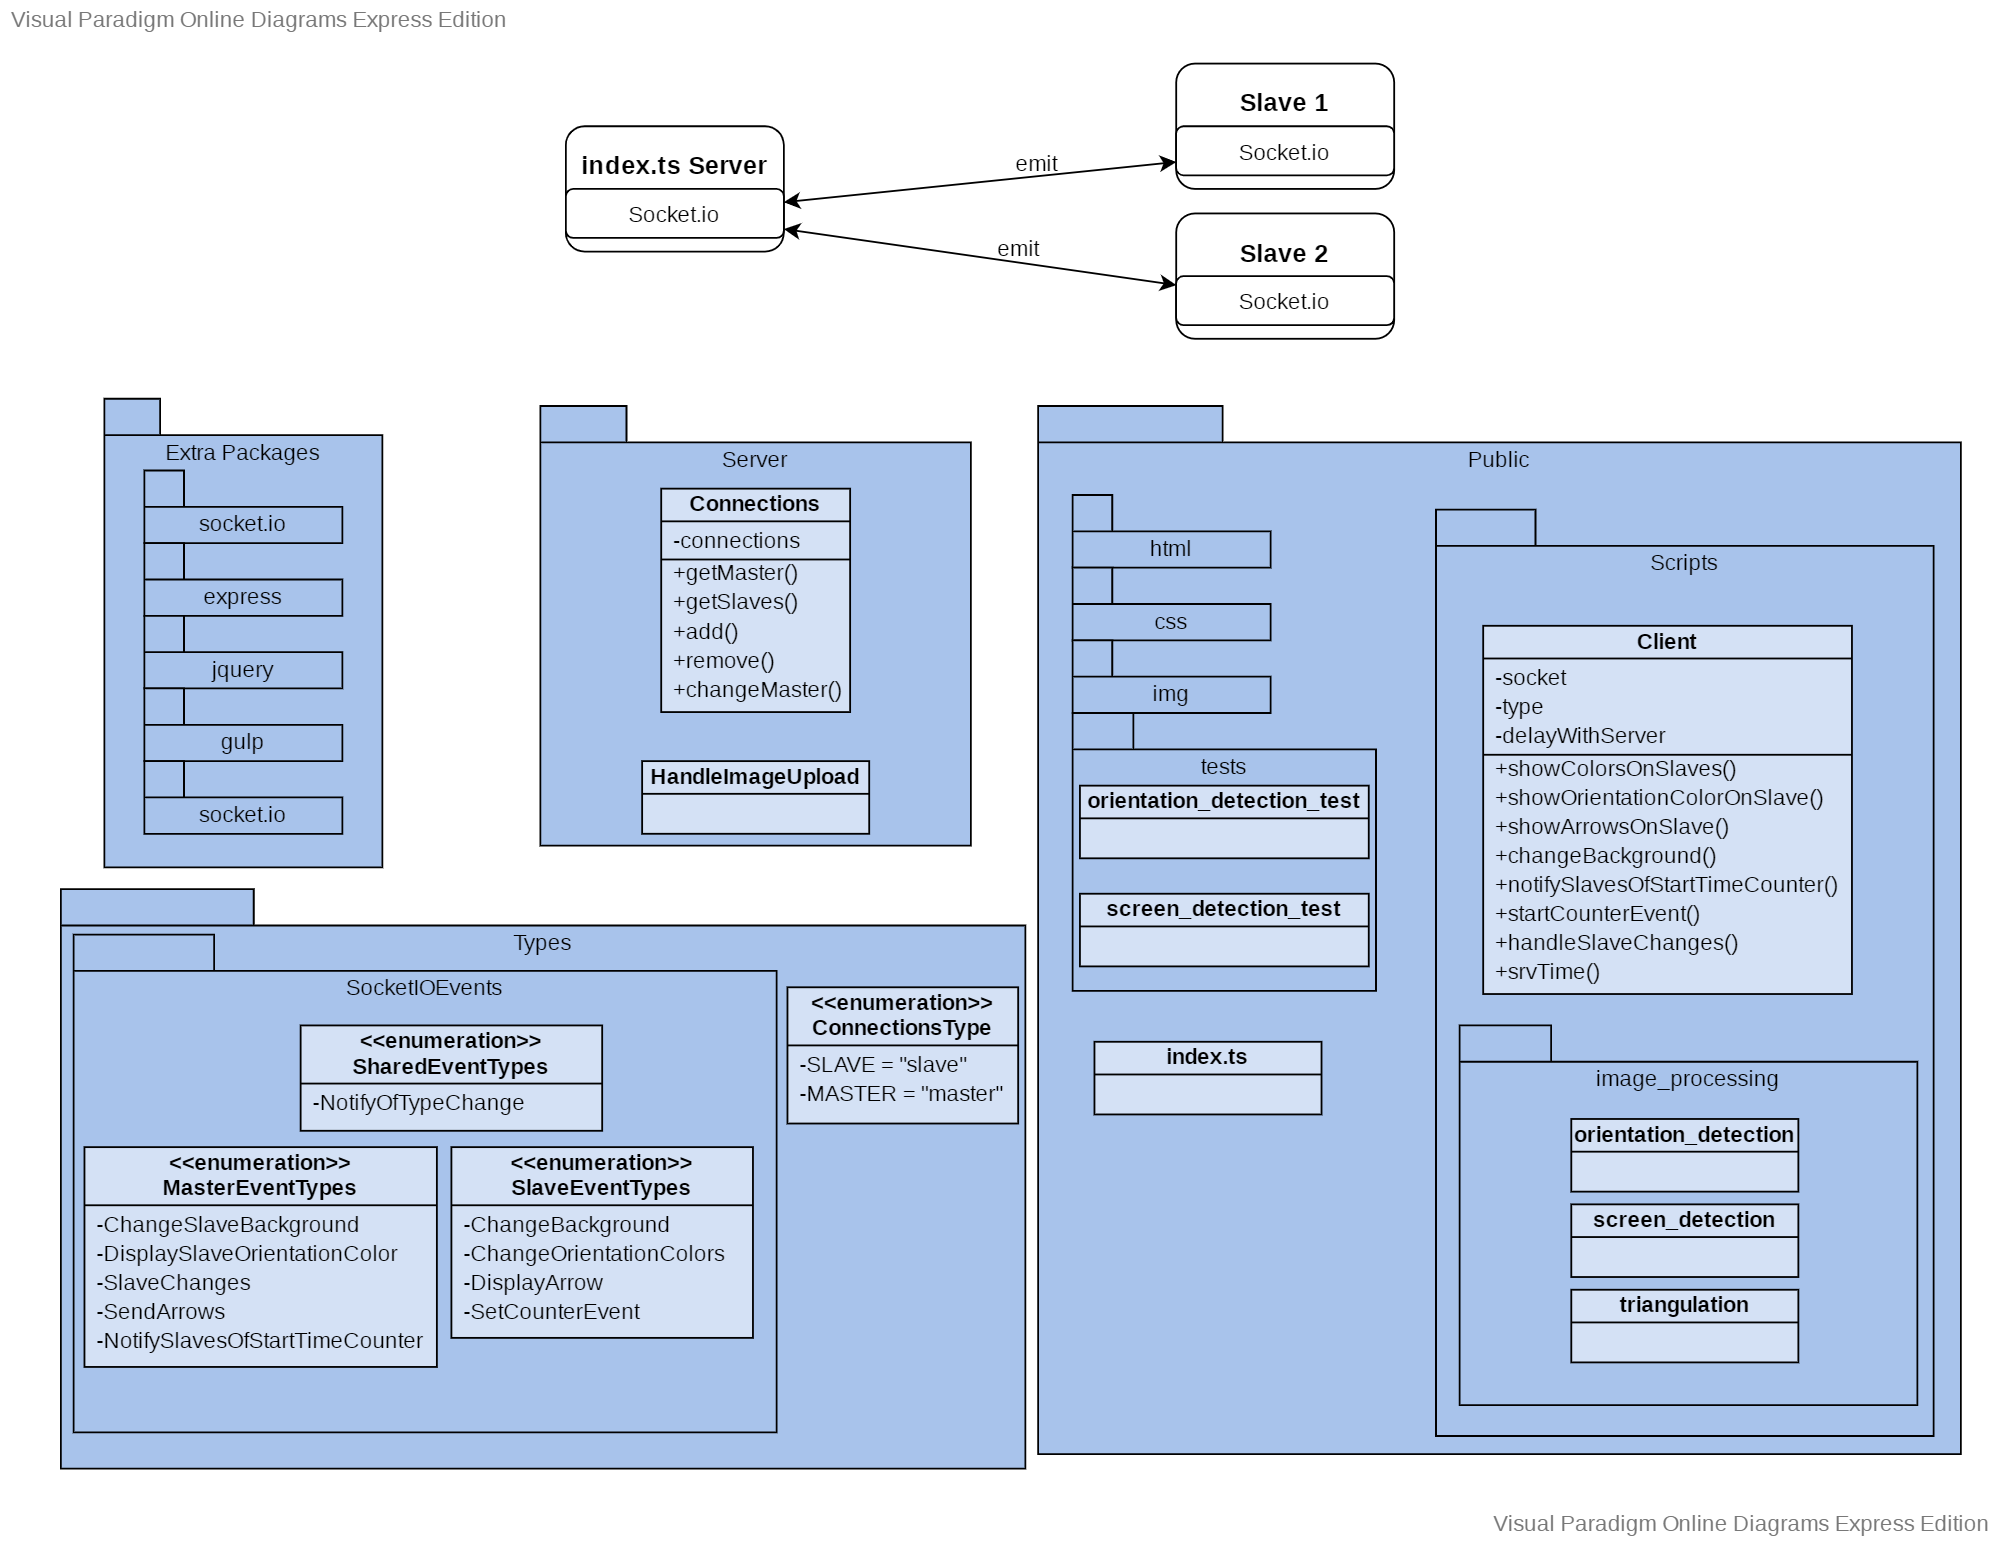 Visual Paradigm Online Diagrams Express Edition
index.ts Server
Socket.io
emit
emit
Slave 1
Socket.io
Slave 2
Socket.io
Extra Packages
socket.io
express
jquery
gulp
socket.io
Server
Connections
-connections
+getMaster()
+getSlaves()
+add()
+remove()
+changeMaster()
HandleImageUpload
Public
html
css
img
tests
orientation_detection_test
screen_detection_test
index.ts
Scripts
Client
-socket
-type
-delayWithServer
+showColorsOnSlaves()
+showOrientationColorOnSlave()
+showArrowsOnSlave()
+changeBackground()
+notifySlavesOfStartTimeCounter()
+startCounterEvent()
+handleSlaveChanges()
+srvTime()
image_processing
orientation_detection
screen_detection
triangulation
Types
SocketIOEvents
<<enumeration>>
SharedEventTypes
-NotifyOfTypeChange
<<enumeration>>
MasterEventTypes
-ChangeSlaveBackground
-DisplaySlaveOrientationColor
-SlaveChanges
-SendArrows
-NotifySlavesOfStartTimeCounter
<<enumeration>>
SlaveEventTypes
-ChangeBackground
-ChangeOrientationColors
-DisplayArrow
-SetCounterEvent
<<enumeration>>
ConnectionsType
-SLAVE = "slave"
-MASTER = "master"
Visual Paradigm Online Diagrams Express Edition